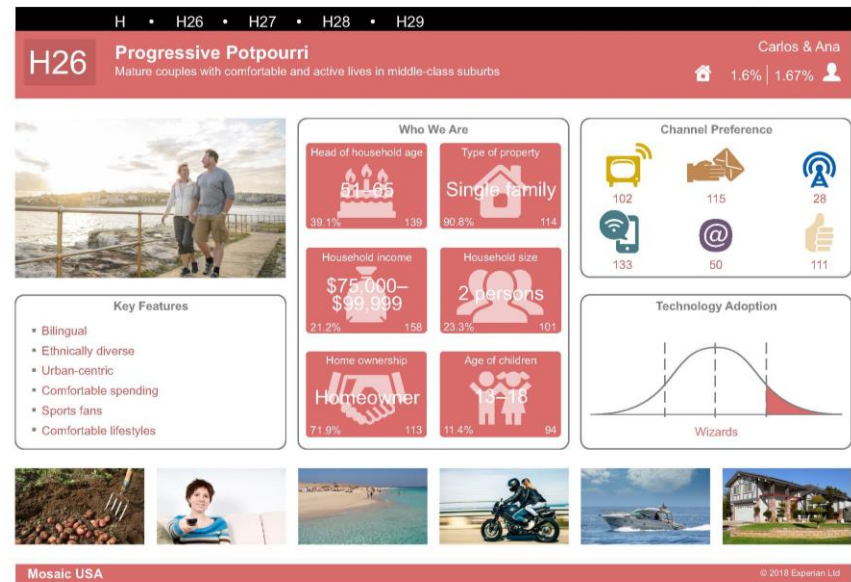 H • H26 • H27 • H28 • H29
H26
Progressive Potpourri
Mature couples with comfortable and active lives in middle-class suburbs
Carlos & Ana
1.6% | 1.67%
Who We Are
Head of household age
51–65
39.1% 139
Type of property
Single family
90.8% 114
Household income
$75,000–
$99,999
21.2% 158
Household size
2 persons
23.3% 101
Home ownership
Homeowner
71.9% 113
Age of children
13–18
11.4% 94
Channel Preference
102 115 28
@
133 50 111
Key Features
▪ Bilingual
▪ Ethnically diverse
▪ Urban-centric
▪ Comfortable spending
▪ Sports fans
▪ Comfortable lifestyles
Technology Adoption
Wizards
Mosaic USA
© 2018 Experian Ltd